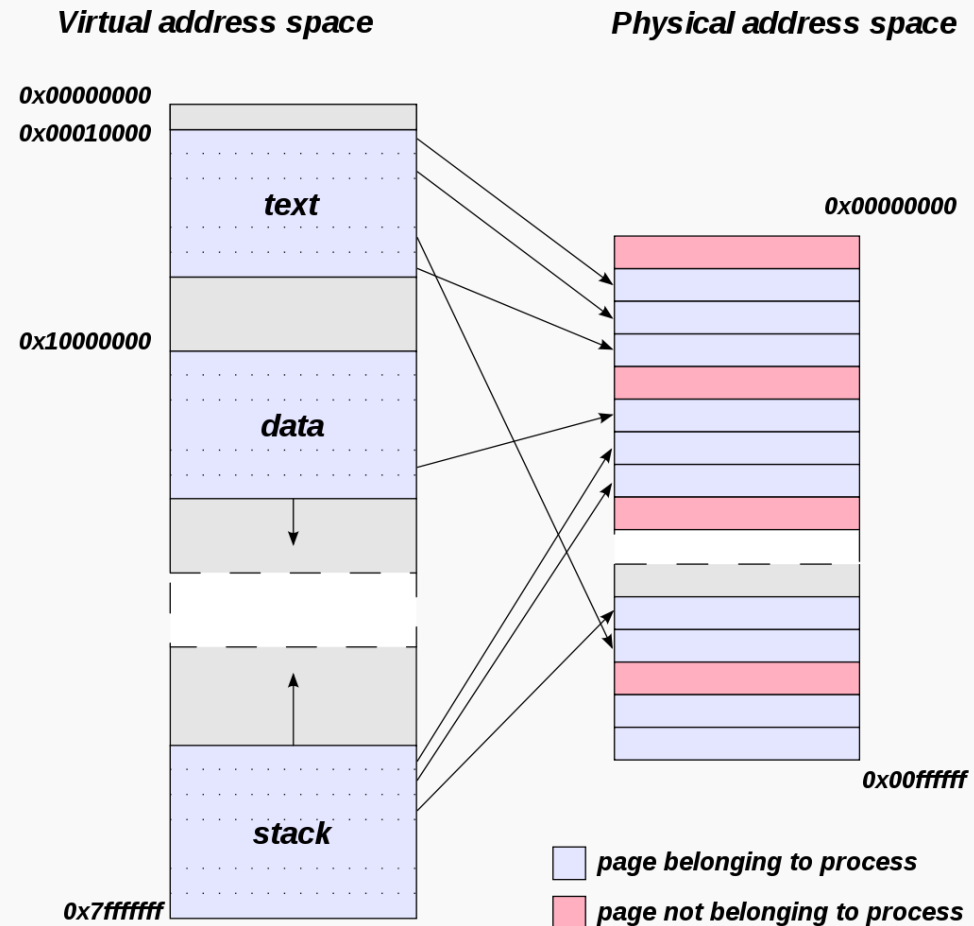 Virtual address space
Physical address space
0x00000000
0x00010000
text
0x00000000
0x10000000
data
stack
0x00ffffff
page belonging to process
0x7fffffff
page not belonging to process